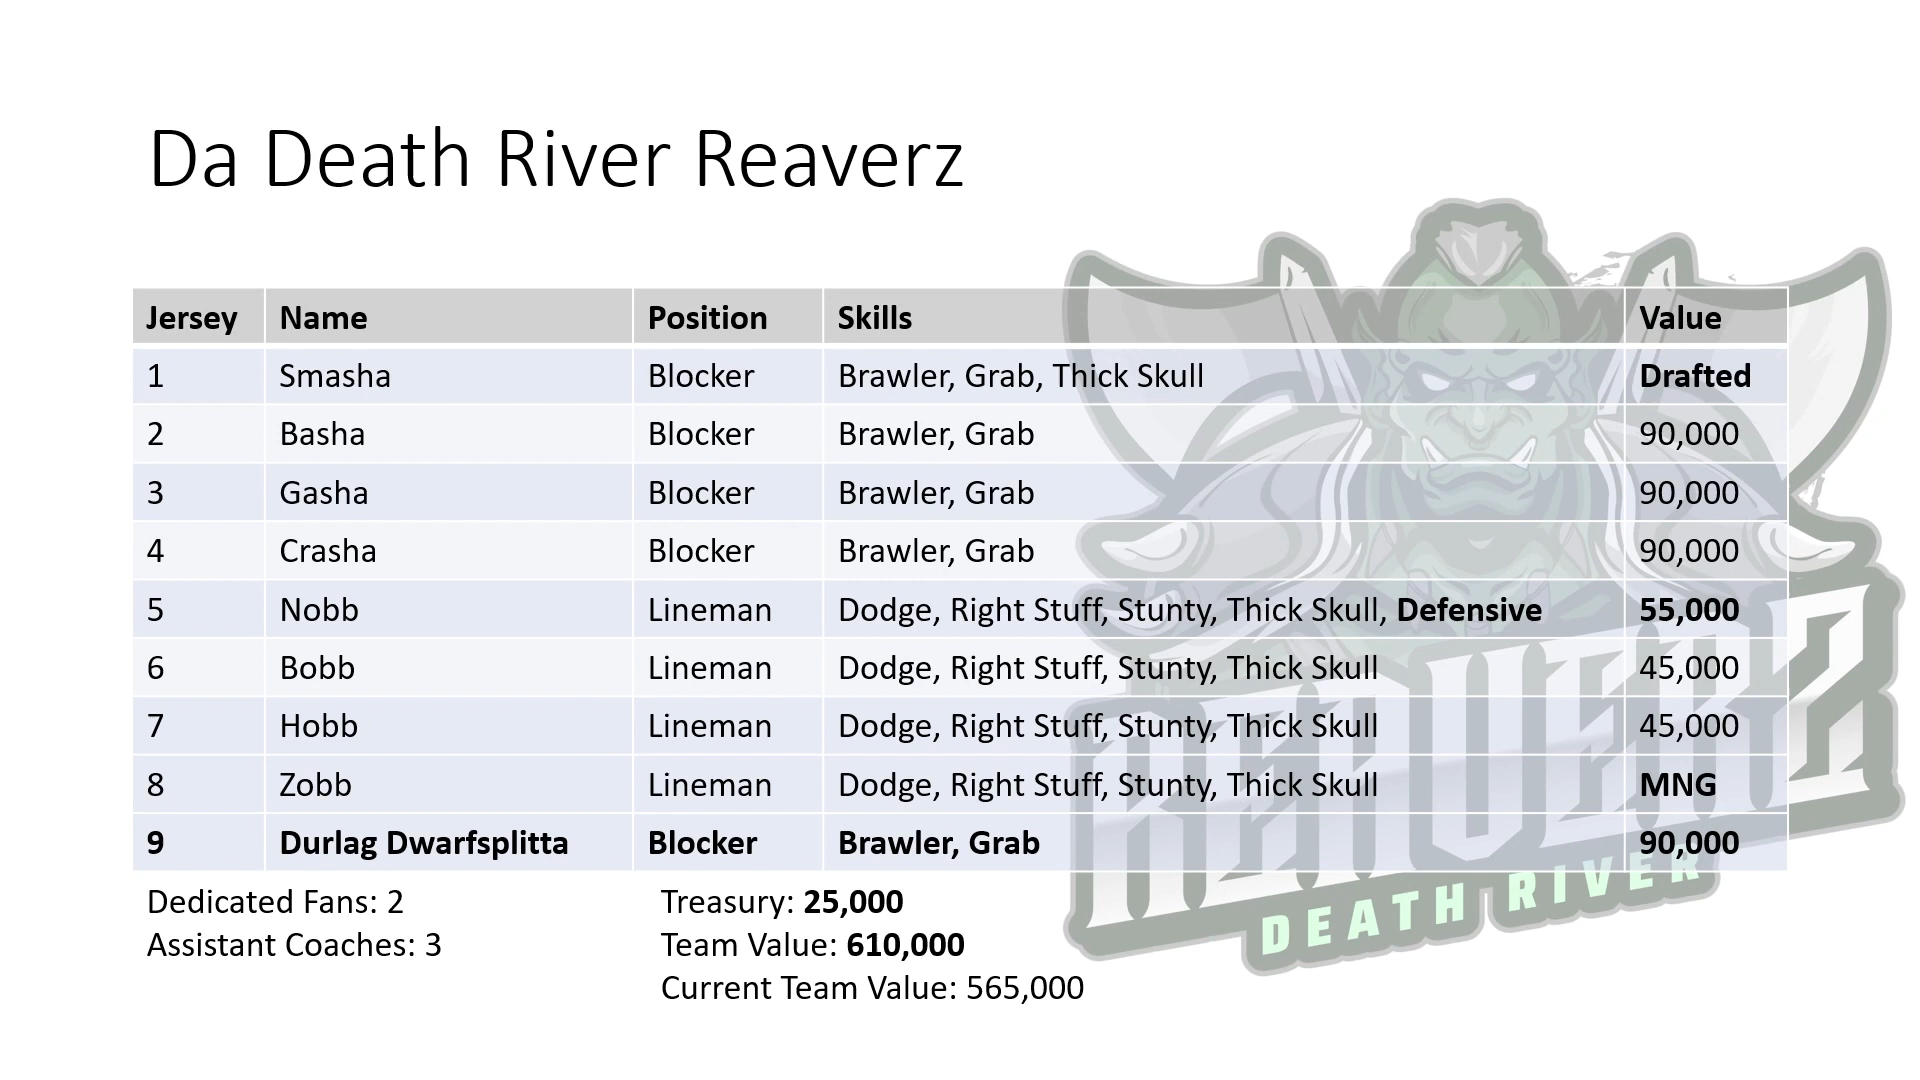 Da Death River Reaverz
Jersey Name Position Skills Value
1 Smasha Blocker Brawler, Grab, Thick Skull Drafted
2 Basha Blocker Brawler, Grab 90,000
3 Gasha Blocker Brawler, Grab 90,000
4 Crasha Blocker Brawler, Grab 90,000
5 Nobb Lineman Dodge, Right Stuff, Stunty, Thick Skull, Defensive 55,000
6 Bobb Lineman Dodge, Right Stuff, Stunty, Thick Skull 45,000
7 Hobb Lineman Dodge, Right Stuff, Stunty, Thick Skull 45,000
8 Zobb Lineman Dodge, Right Stuff, Stunty, Thick Skull MNG
9 Durlag Dwarfsplitta Blocker Brawler, Grab 90,000
Dedicated Fans: 2 Treasury: 25,000
Assistant Coaches: 3 Team Value: 610,000
Current Team Value: 565,000
REAVERZ
DEATH RIVER